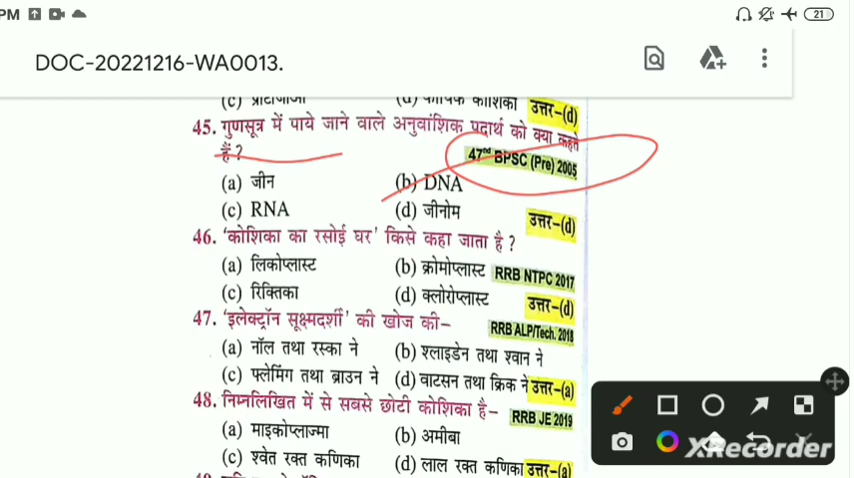 PM 21
DOC-20221216-WA0013.
उत्तर-(d)
45. गुणसूत्र में पाये जाने वाले अनुवांशिक पदार्थ को क्या कहते
हैं? 47nd BPSC (Pre) 2005
(a) जीन (b) DNA
(c) RNA (d) जीनोम उत्तर-(d)
46. 'कोशिका का रसोई घर' किसे कहा जाता है ?
(a) लिकोप्लास्ट (b) क्रोमोप्लास्ट RRB NTPC 2017
(c) रिक्तिका (d) क्लोरोप्लास्ट उत्तर-(d)
47. 'इलेक्ट्रॉन सूक्ष्मदर्शी' की खोज की- RRB ALP/Tech. 2018
(a) नॉल तथा रस्का ने (b) श्लाइडेन तथा श्वान ने
(c) फ्लेमिंग तथा ब्राउन ने (d) वाटसन तथा क्रिक ने उत्तर-(a)
48. निम्नलिखित में से सबसे छोटी कोशिका है- RRB JE 2019
(a) माइकोप्लाज्मा (b) अमीबा
(c) श्वेत रक्त कणिका (d) लाल रक्त कणिका उत्तर-(a)
XRecorder